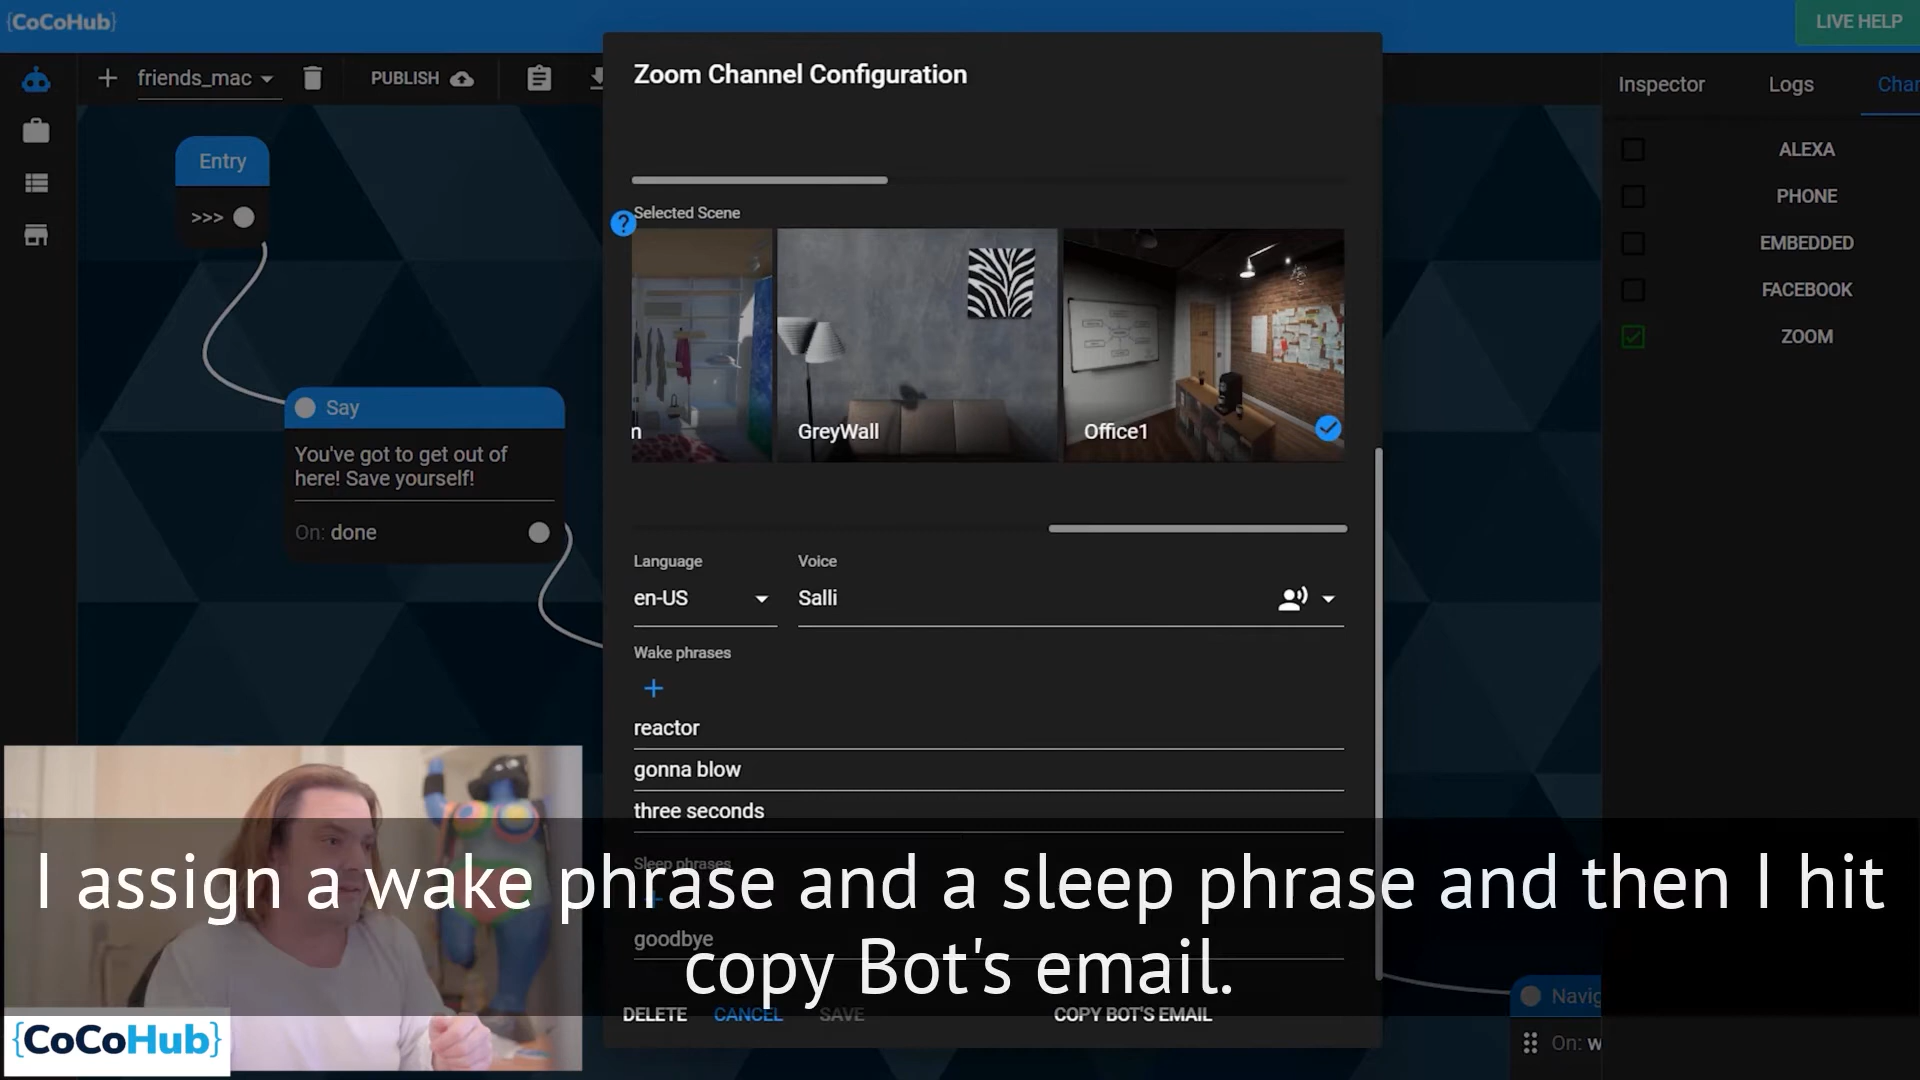 {CoCoHub}
LIVE HELP
friends_mac
PUBLISH
Zoom Channel Configuration
Inspector
Logs
Char
Entry
>>>
ALEXA
PHONE
EMBEDDED
FACEBOOK
ZOOM
?
Selected Scene
m
GreyWall
Office1
Say
You've got to get out of
here! Save yourself!
On: done
Language
Voice
en-US
Salli
Wake phrases
reactor
gonna blow
three seconds
Sleep phrases
goodbye
I assign a wake phrase and a sleep phrase and then I hit
copy Bot's email.
DELETE
CANCEL
SAVE
COPY BOT'S EMAIL
Navig
On: w
{CoCoHub}